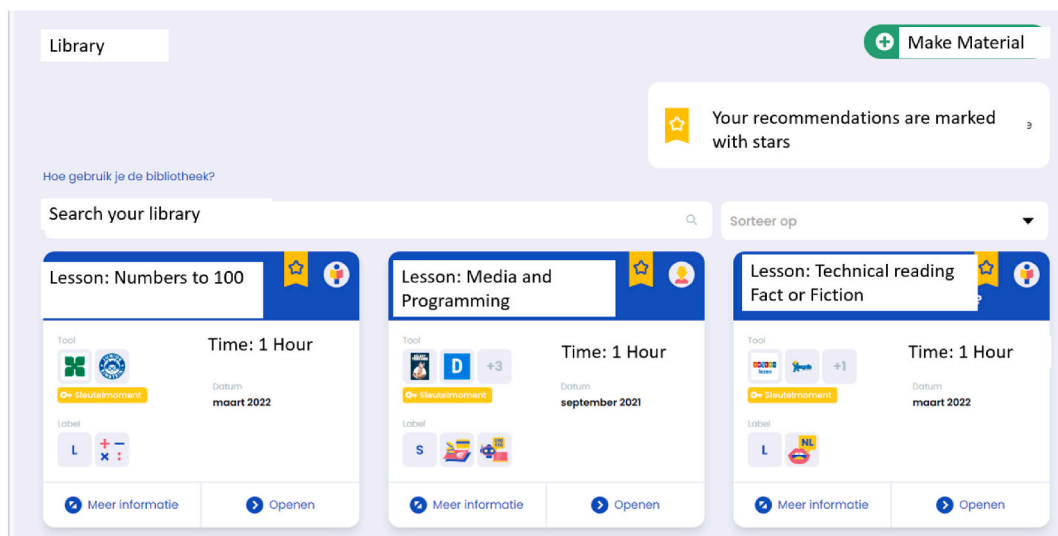 Library
Make Material
Your recommendations are marked
with stars
Hoe gebruik je de bibliotheek?
Search your library
Sorteer op
Lesson: Numbers to 100
Lesson: Media and
Programming
Lesson: Technical reading
Fact or Fiction
?
Tool
Time: 1 Hour
Sleutelmoment
Datum
maart 2022
Label
L
Meer informatie
Openen
Tool
D
+3
Time: 1 Hour
Sleutelmoment
Datum
september 2021
Label
S
Meer informatie
Openen
Tool
lezen
+1
Time: 1 Hour
Sleutelmoment
Datum
maart 2022
Label
L
NL
Meer informatie
Openen